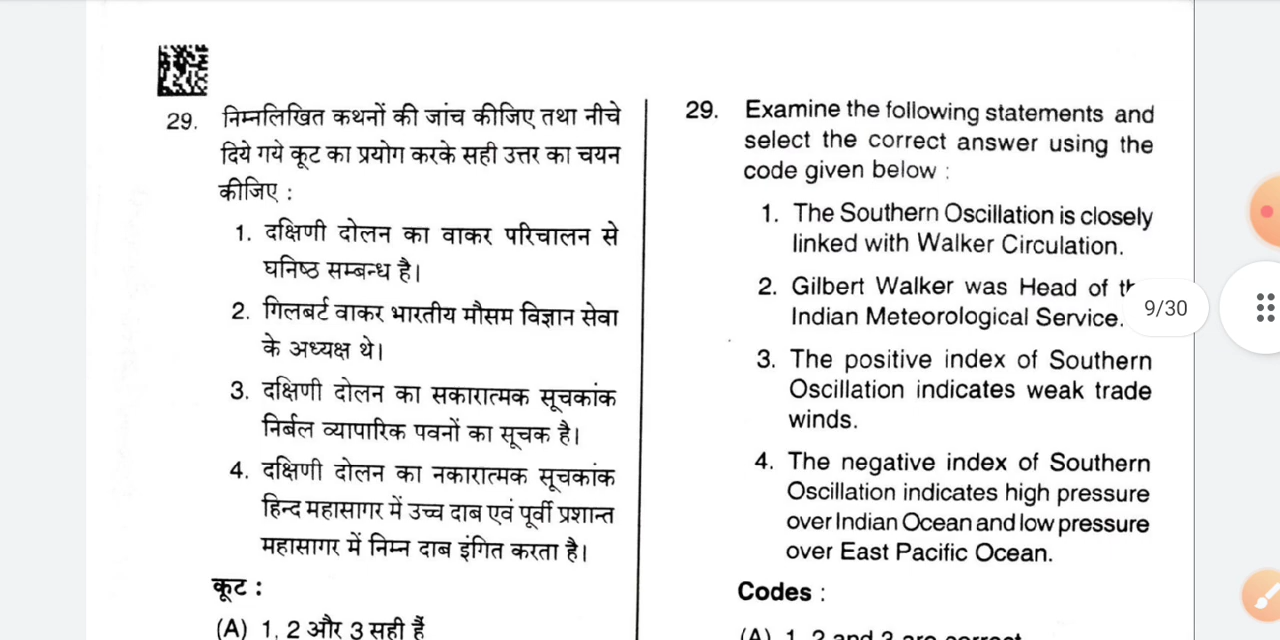 29. निम्नलिखित कथनों की जांच कीजिए तथा नीचे
दिये गये कूट का प्रयोग करके सही उत्तर का चयन
कीजिए :
1. दक्षिणी दोलन का वाकर परिचालन से
घनिष्ठ सम्बन्ध है।
2. गिलबर्ट वाकर भारतीय मौसम विज्ञान सेवा
के अध्यक्ष थे।
3. दक्षिणी दोलन का सकारात्मक सूचकांक
निर्बल व्यापारिक पवनों का सूचक है।
4. दक्षिणी दोलन का नकारात्मक सूचकांक
हिन्द महासागर में उच्च दाब एवं पूर्वी प्रशान्त
महासागर में निम्न दाब इंगित करता है।
कूट :
(A) 1, 2 और 3 सही हैं
29. Examine the following statements and
select the correct answer using the
code given below :
1. The Southern Oscillation is closely
linked with Walker Circulation.
2. Gilbert Walker was Head of
Indian Meteorological Service.
3. The positive index of Southern
Oscillation indicates weak trade
winds.
4. The negative index of Southern
Oscillation indicates high pressure
over Indian Ocean and low pressure
over East Pacific Ocean.
Codes :
(A) 1, 2 and 3 are correct
9/30